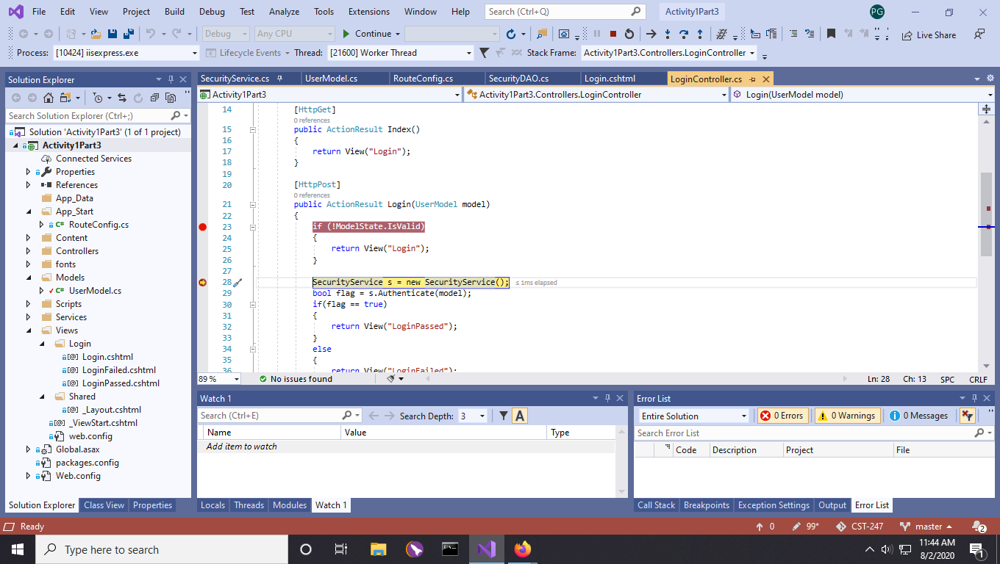 File Edit View Project Build Debug Test Analyze Tools Extensions Window Help Search (Ctrl+Q) Activity1Part3 PG
Debug Any CPU Continue Live Share
Process: [10424] iisexpress.exe Lifecycle Events Thread: [21600] Worker Thread Stack Frame: Activity1Part3.Controllers.LoginController
Solution Explorer
Search Solution Explorer (Ctrl+;)
Solution 'Activity1Part3' (1 of 1 project)
Activity1Part3
Connected Services
Properties
References
App_Data
App_Start
C# RouteConfig.cs
Content
Controllers
fonts
Models
C# UserModel.cs
Scripts
Services
Views
Login
[@] Login.cshtml
[@] LoginFailed.cshtml
[@] LoginPassed.cshtml
Shared
[@] _Layout.cshtml
[@] _ViewStart.cshtml
web.config
Global.asax
packages.config
Web.config
Solution Explorer Class View Properties
SecurityService.cs UserModel.cs RouteConfig.cs SecurityDAO.cs Login.cshtml LoginController.cs
Activity1Part3 Activity1Part3.Controllers.LoginController Login(UserModel model)
14 [HttpGet]
0 references
15 public ActionResult Index()
16 {
17 return View("Login");
18 }
19
20 [HttpPost]
0 references
21 public ActionResult Login(UserModel model)
22 {
23 if (!ModelState.IsValid)
24 {
25 return View("Login");
26 }
27
28 SecurityService s = new SecurityService(); ≤ 1ms elapsed
29 bool flag = s.Authenticate(model);
30 if(flag == true)
31 {
32 return View("LoginPassed");
33 }
34 else
35 {
36 return View("LoginFailed");
89 % No issues found Ln: 28 Ch: 13 SPC CRLF
Watch 1
Search (Ctrl+E) Search Depth: 3 A
Name Value Type
Add item to watch
Locals Threads Modules Watch 1
Error List
Entire Solution 0 Errors 0 Warnings 0 Messages
Search Error List
Code Description Project File
Call Stack Breakpoints Exception Settings Output Error List
Ready 0 99* CST-247 master 2
Type here to search 11:44 AM
8/2/2020 1